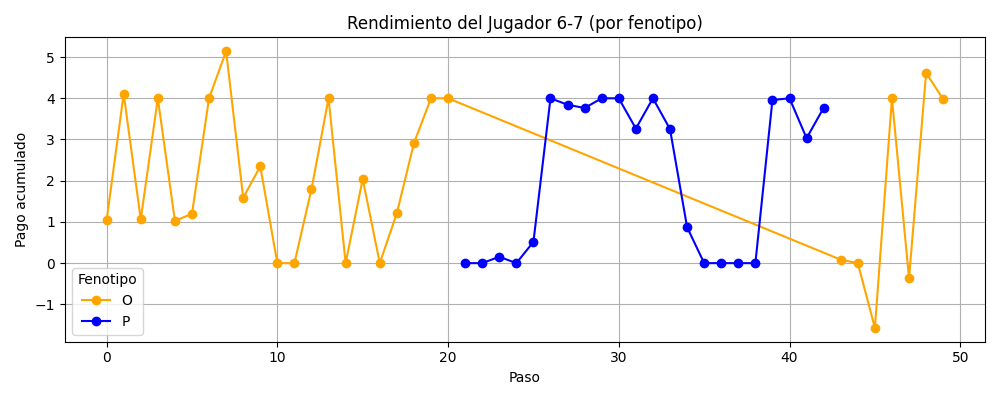 Rendimiento del Jugador 6-7 (por fenotipo)
Pago acumulado
5
4
3
2
1
0
−1
Fenotipo
O
P
0 10 20 30 40 50
Paso